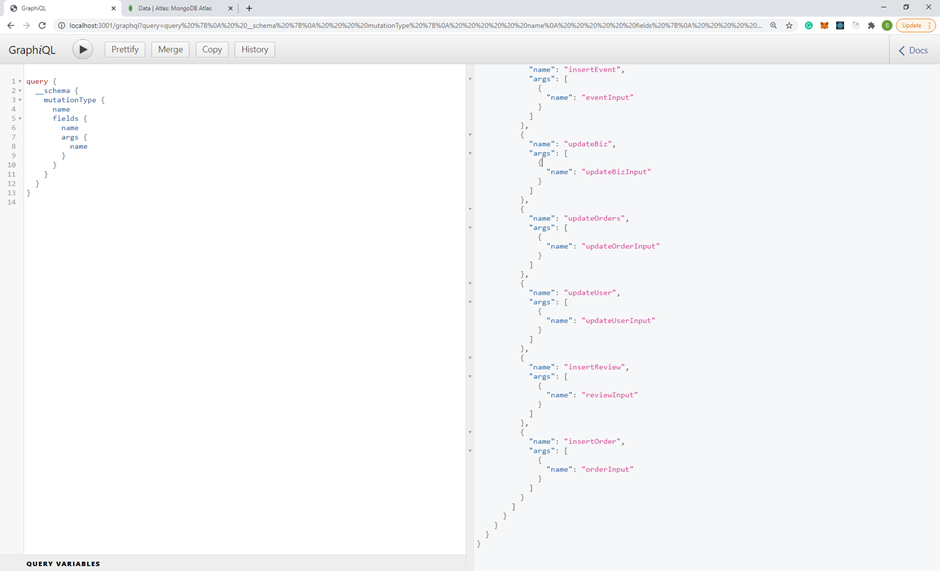 GraphiQL
Data | Atlas: MongoDB Atlas
localhost:3001/graphql?query=query%20%7B%0A%20%20__schema%20%7B%0A%20%20%20%20mutationType%20%7B%0A%20%20%20%20%20%20name%0A%20%20%20%20%20%20fields%20%7B%0A%20%20%20%20%20%20%20%20...
S
Update
GraphiQL
Prettify
Merge
Copy
History
Docs
1 query {
2 __schema {
3 mutationType {
4 name
5 fields {
6 name
7 args {
8 name
9 }
10 }
11 }
12 }
13 }
14
"name": "insertEvent",
"args": [
{
"name": "eventInput"
}
]
},
{
"name": "updateBiz",
"args": [
{
"name": "updateBizInput"
}
]
},
{
"name": "updateOrders",
"args": [
{
"name": "updateOrderInput"
}
]
},
{
"name": "updateUser",
"args": [
{
"name": "updateUserInput"
}
]
},
{
"name": "insertReview",
"args": [
{
"name": "reviewInput"
}
]
},
{
"name": "insertOrder",
"args": [
{
"name": "orderInput"
}
]
}
]
}
}
}
}
QUERY VARIABLES